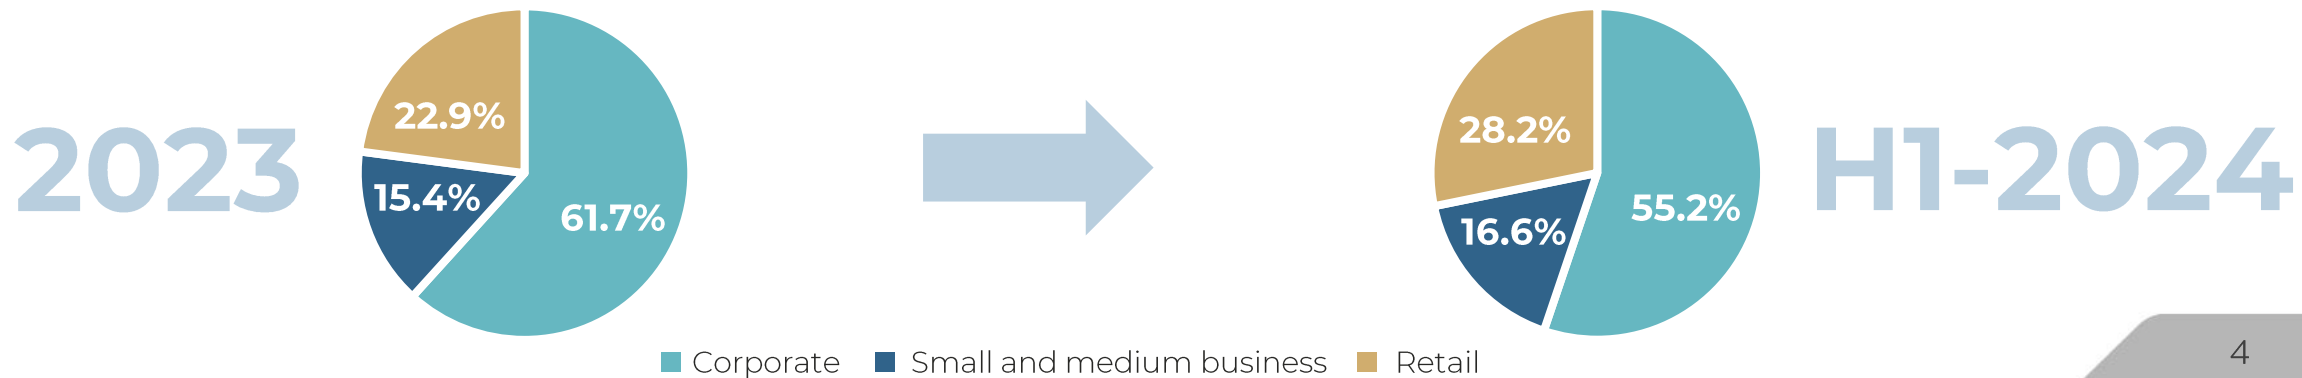 2023
22.9%
15.4%
61.7%
28.2%
16.6%
55.2%
H1-2024
Corporate
Small and medium business
Retail
4